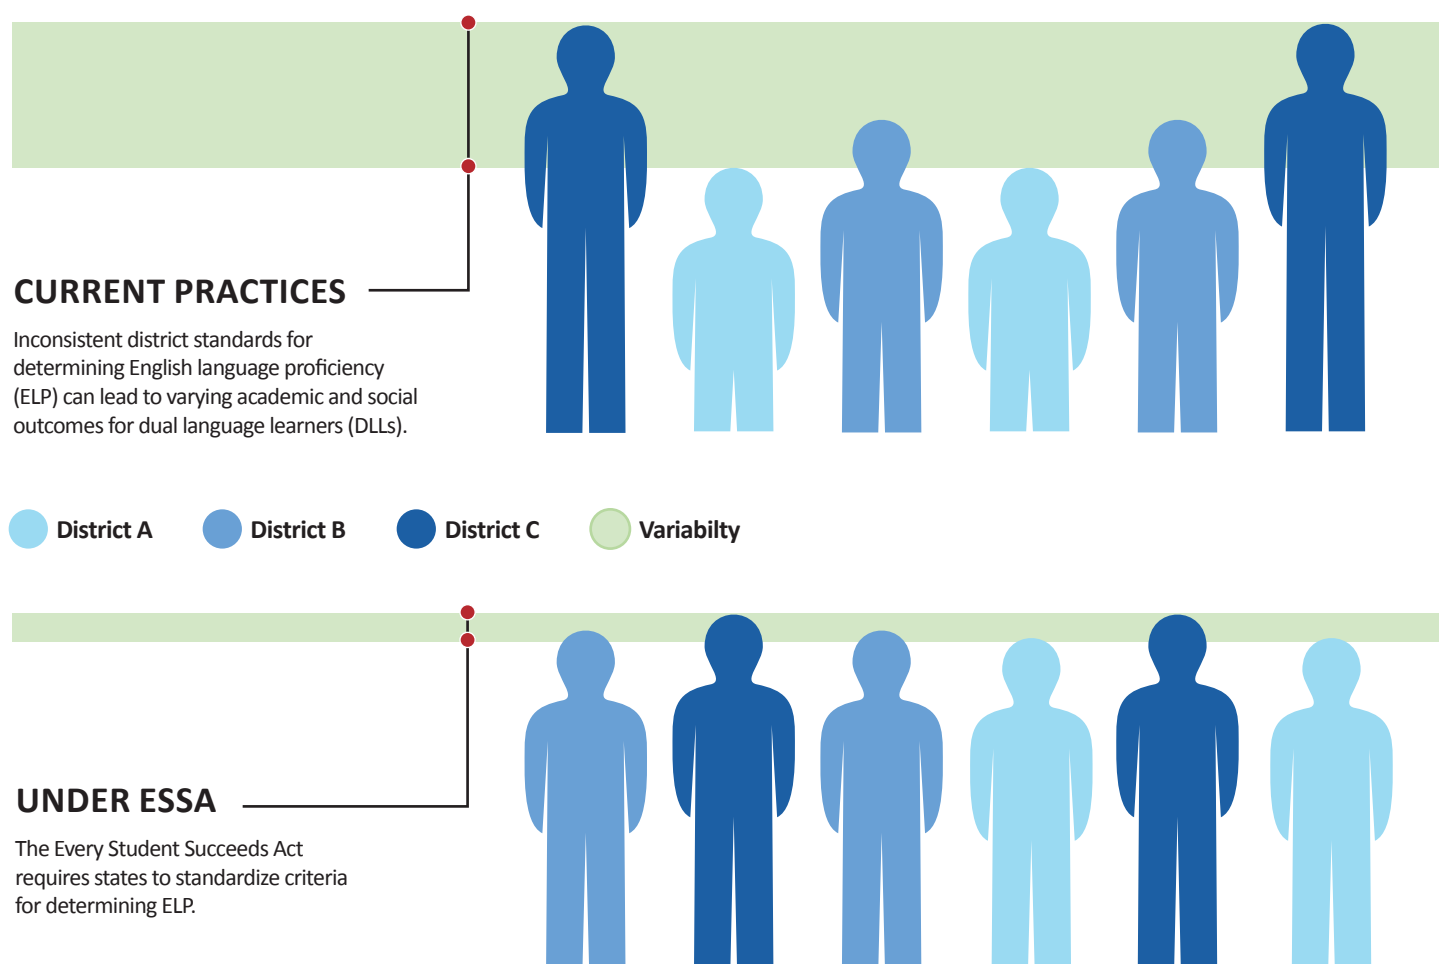 CURRENT PRACTICES
Inconsistent district standards for
determining English language proficiency
(ELP) can lead to varying academic and social
outcomes for dual language learners (DLLs).
District A
District B
District C
Variabilty
UNDER ESSA
The Every Student Succeeds Act
requires states to standardize criteria
for determining ELP.